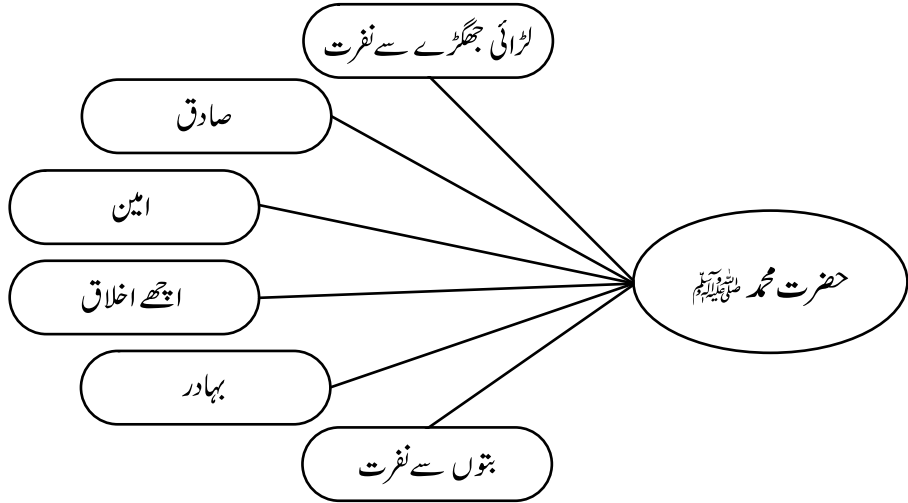 لڑائی جھگڑے سے نفرت
صادق
امین
حضرت محمد ﷺ
اچھے اخلاق
بہادر
بتوں سے نفرت